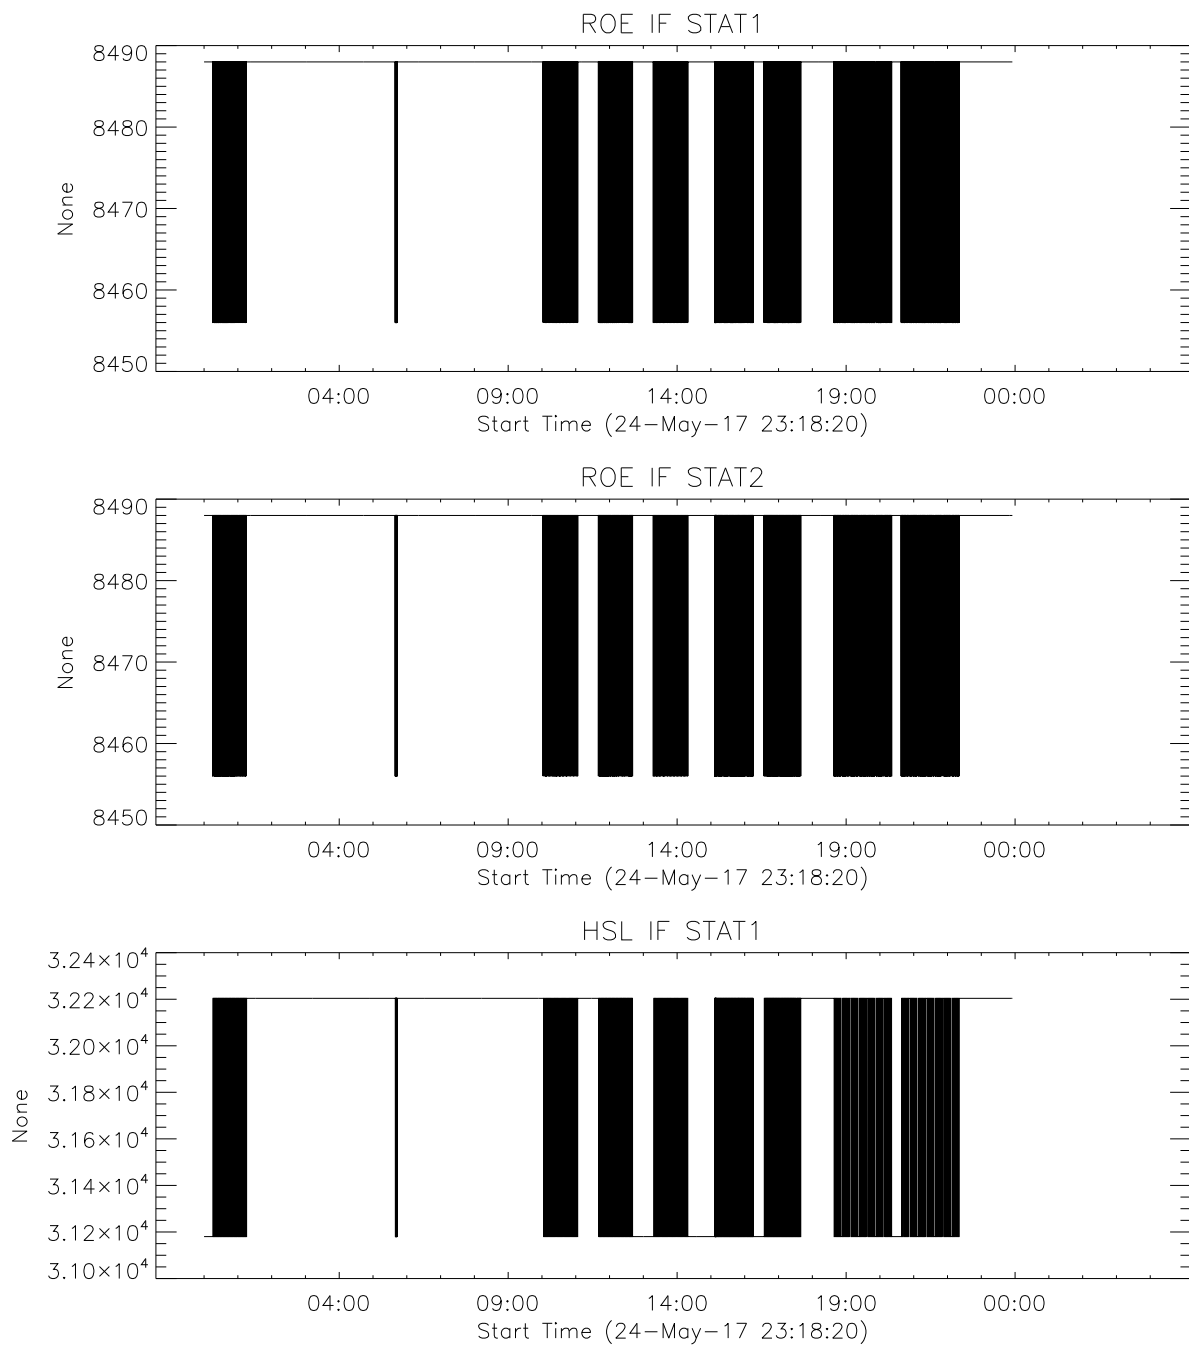 ROE IF STAT1
8490
8480
8470
8460
8450
None
04:00 09:00 14:00 19:00 00:00
Start Time (24-May-17 23:18:20)
ROE IF STAT2
8490
8480
8470
8460
8450
None
04:00 09:00 14:00 19:00 00:00
Start Time (24-May-17 23:18:20)
HSL IF STAT1
3.24×10⁴
3.22×10⁴
3.20×10⁴
3.18×10⁴
3.16×10⁴
3.14×10⁴
3.12×10⁴
3.10×10⁴
None
04:00 09:00 14:00 19:00 00:00
Start Time (24-May-17 23:18:20)